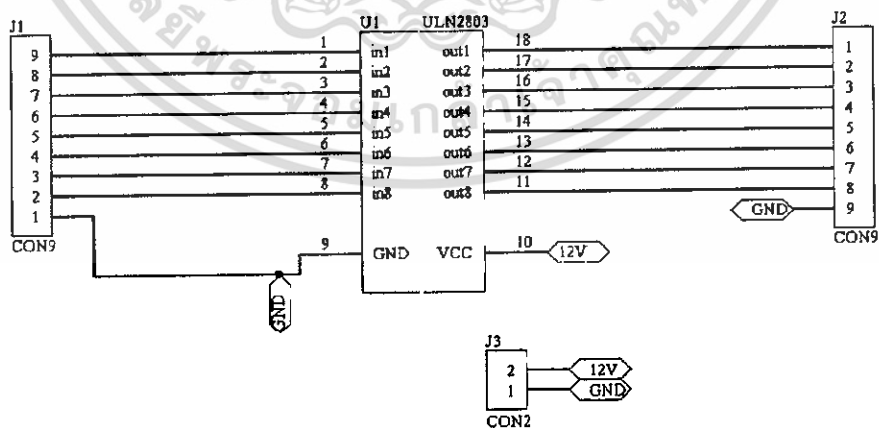 J1
9
8
7
6
5
4
3
2
1
CON9
1
2
3
4
5
6
7
8
9
U1 ULN2803
in1 out1
in2 out2
in3 out3
in4 out4
in5 out5
in6 out6
in7 out7
in8 out8
GND VCC
18
17
16
15
14
13
12
11
10
12V
GND
J2
1
2
3
4
5
6
7
8
9
CON9
GND
J3
2 12V
1 GND
CON2